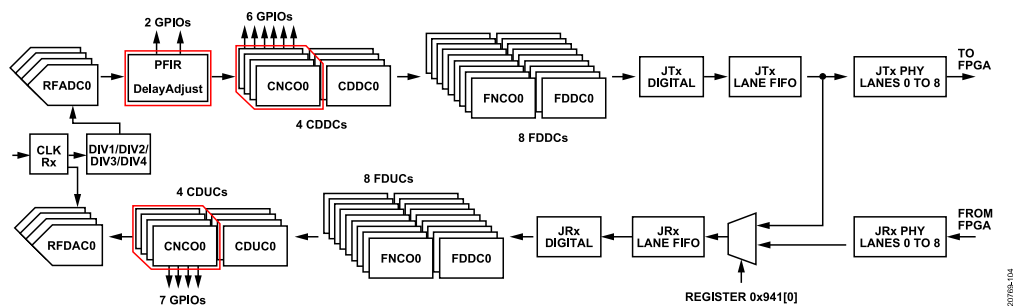 2 GPIOs
6 GPIOs
RFADC0
PFIR
DelayAdjust
CNCO0
CDDC0
4 CDDCs
FNCO0
FDDC0
8 FDDCs
JTx
DIGITAL
JTx
LANE FIFO
JTx PHY
LANES 0 TO 8
TO
FPGA
CLK
Rx
DIV1/DIV2/
DIV3/DIV4
4 CDUCs
8 FDUCs
RFDAC0
CNCO0
CDUC0
7 GPIOs
FNCO0
FDDC0
JRx
DIGITAL
JRx
LANE FIFO
JRx PHY
LANES 0 TO 8
FROM
FPGA
REGISTER 0x941[0]
20769-104